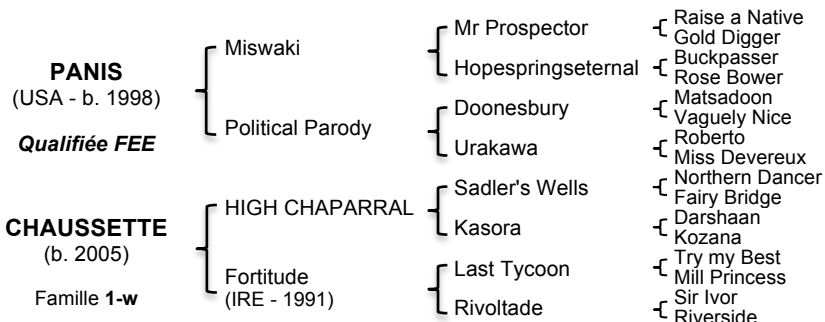 PANIS
(USA - b. 1998)
Qualifiée FEE
CHAUSSETTE
(b. 2005)
Famille 1-w
Miswaki
Political Parody
HIGH CHAPARRAL
Fortitude
(IRE - 1991)
Mr Prospector
Hopespringseternal
Doonesbury
Urakawa
Sadler's Wells
Kasora
Last Tycoon
Rivoltade
Raise a Native
Gold Digger
Buckpasser
Rose Bower
Matsadoon
Vaguely Nice
Roberto
Miss Devereux
Northern Dancer
Fairy Bridge
Darshaan
Kozana
Try my Best
Mill Princess
Sir Ivor
Riverside